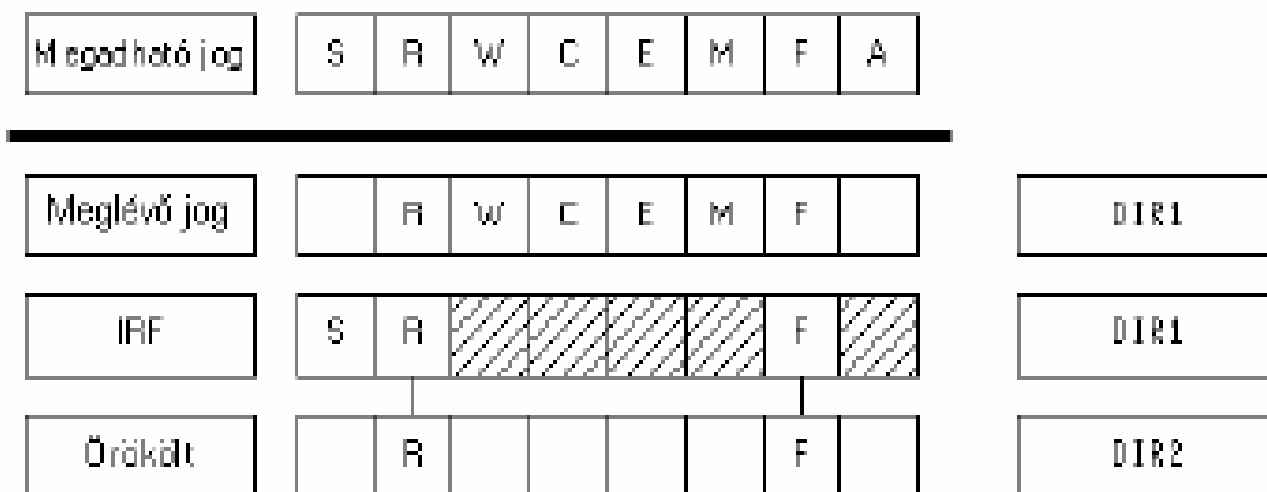 Megadható jog S R W C E M F A
Meglévő jog R W C E M F DIR1
IRF S R F DIR1
Örökölt R F DIR2